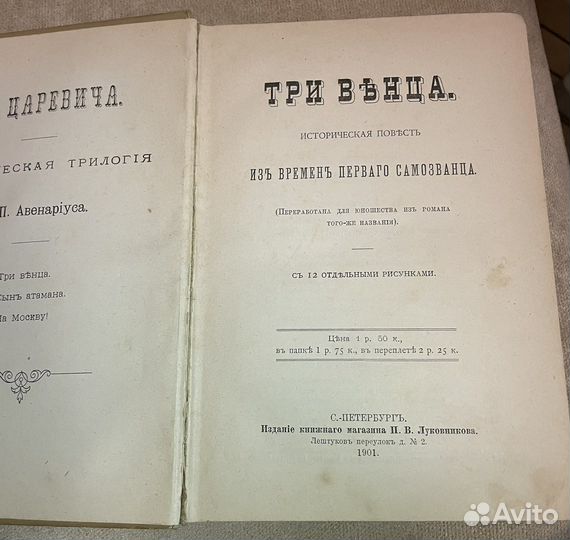 ЦАРЕВИЧА.
ЕСКАЯ ТРИЛОГІЯ
П. Авенаріуса.
Три вѣнца.
Сынъ атамана.
На Москву!
ТРИ ВѢНЦА.
ИСТОРИЧЕСКАЯ ПОВѢСТЬ
ИЗЪ ВРЕМЕНЪ ПЕРВАГО САМОЗВАНЦА.
(Переработана для юношества изъ романа
того-же названія).
СЪ 12 ОТДѢЛЬНЫМИ РИСУНКАМИ.
Цѣна 1 р. 50 к.,
въ папкѣ 1 р. 75 к., въ переплетѣ 2 р. 25 к.
С.-ПЕТЕРБУРГЪ.
Изданіе книжнаго магазина П. В. Луковникова.
Лештуковъ переулокъ д. № 2.
1901.
Avito